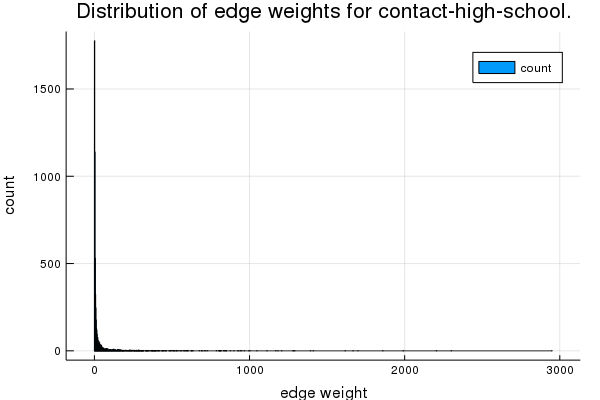 Distribution of edge weights for contact-high-school.
count
1500
1000
500
0
count
0
1000
2000
3000
edge weight